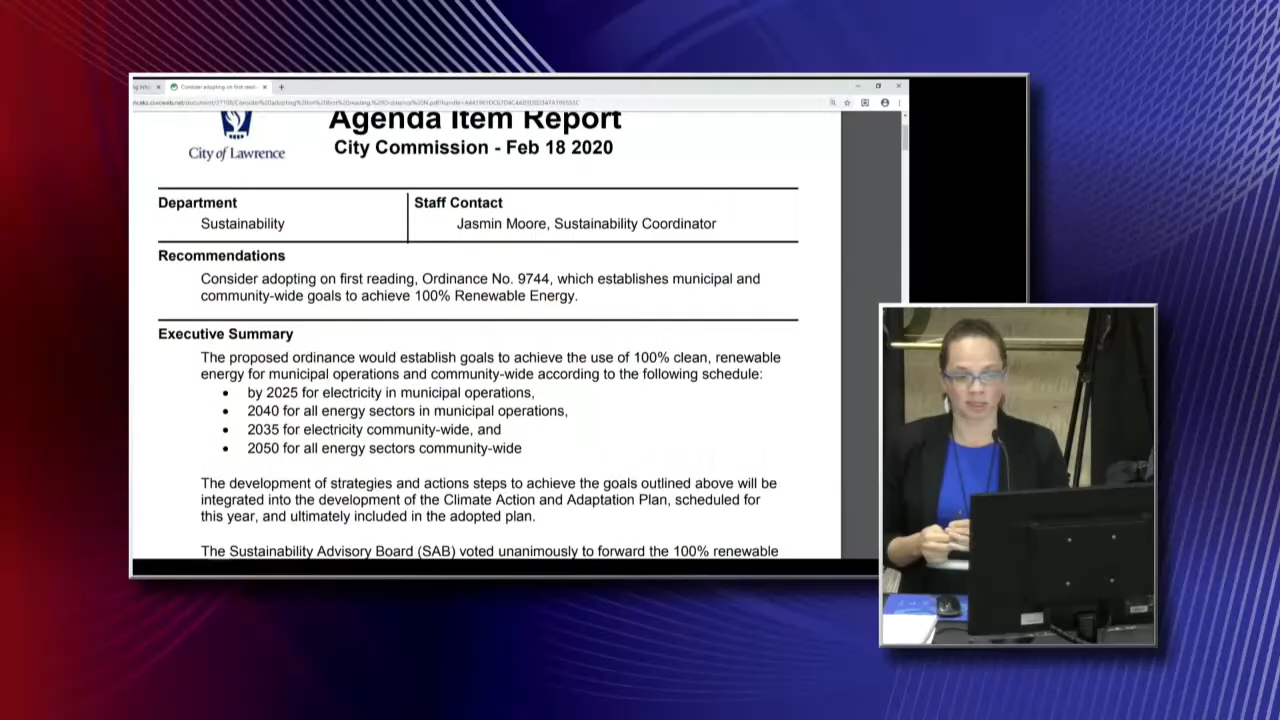 Consider adopting on first readi
Agenda Item Report
City of Lawrence
City Commission - Feb 18 2020
Department
Staff Contact
Sustainability
Jasmin Moore, Sustainability Coordinator
Recommendations
Consider adopting on first reading, Ordinance No. 9744, which establishes municipal and
community-wide goals to achieve 100% Renewable Energy.
Executive Summary
The proposed ordinance would establish goals to achieve the use of 100% clean, renewable
energy for municipal operations and community-wide according to the following schedule:
• by 2025 for electricity in municipal operations,
• 2040 for all energy sectors in municipal operations,
• 2035 for electricity community-wide, and
• 2050 for all energy sectors community-wide
The development of strategies and actions steps to achieve the goals outlined above will be
integrated into the development of the Climate Action and Adaptation Plan, scheduled for
this year, and ultimately included in the adopted plan.
The Sustainability Advisory Board (SAB) voted unanimously to forward the 100% renewable